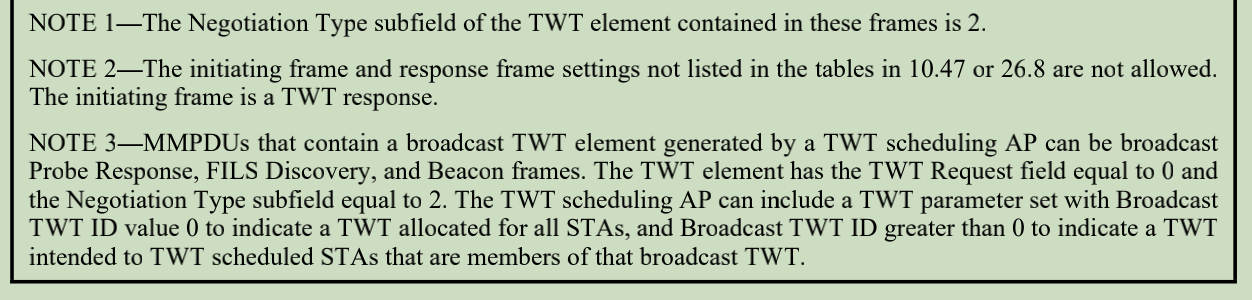 NOTE 1—The Negotiation Type subfield of the TWT element contained in these frames is 2.
NOTE 2—The initiating frame and response frame settings not listed in the tables in 10.47 or 26.8 are not allowed.
The initiating frame is a TWT response.
NOTE 3—MMPDUs that contain a broadcast TWT element generated by a TWT scheduling AP can be broadcast
Probe Response, FILS Discovery, and Beacon frames. The TWT element has the TWT Request field equal to 0 and
the Negotiation Type subfield equal to 2. The TWT scheduling AP can include a TWT parameter set with Broadcast
TWT ID value 0 to indicate a TWT allocated for all STAs, and Broadcast TWT ID greater than 0 to indicate a TWT
intended to TWT scheduled STAs that are members of that broadcast TWT.